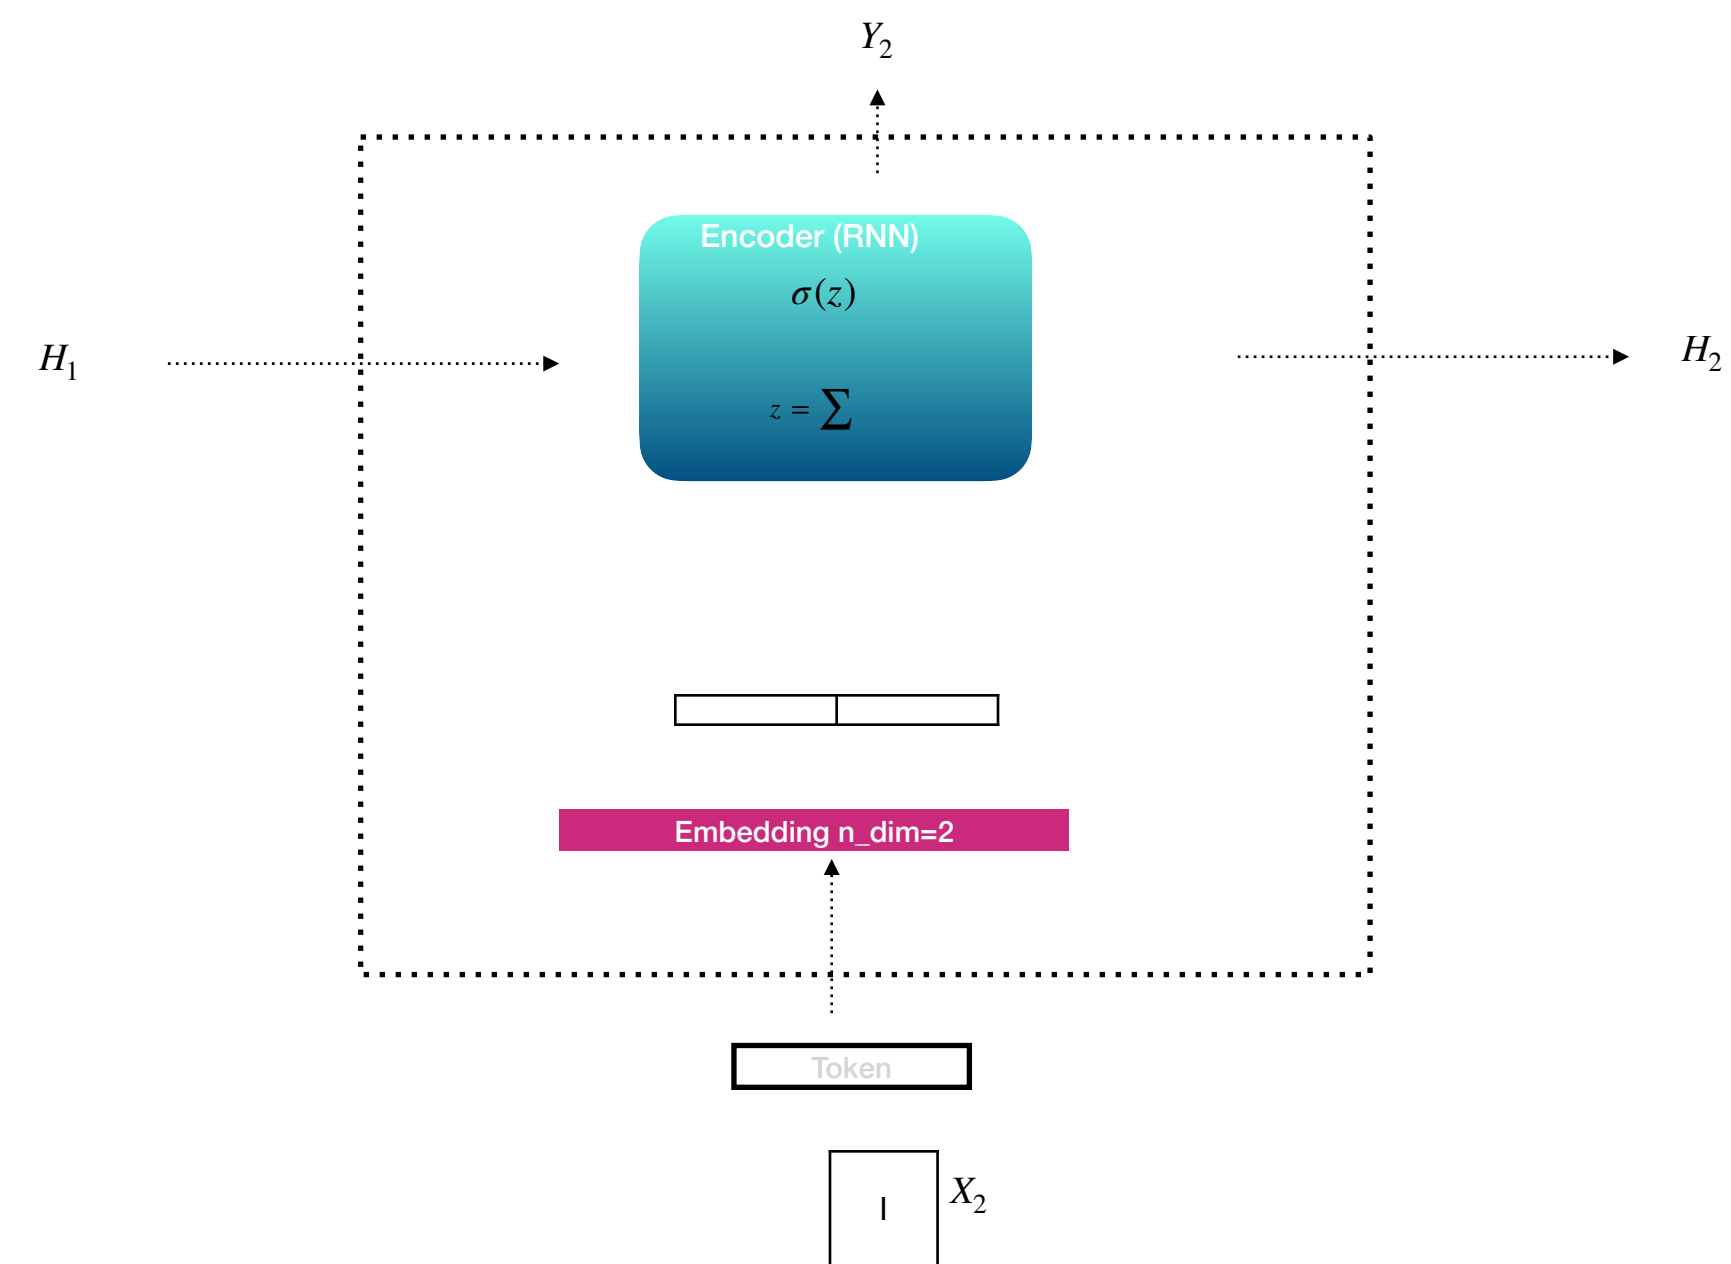 Y₂
Encoder (RNN)
σ(z)
H₁
H₂
z = ∑
Embedding n_dim=2
Token
I
X₂